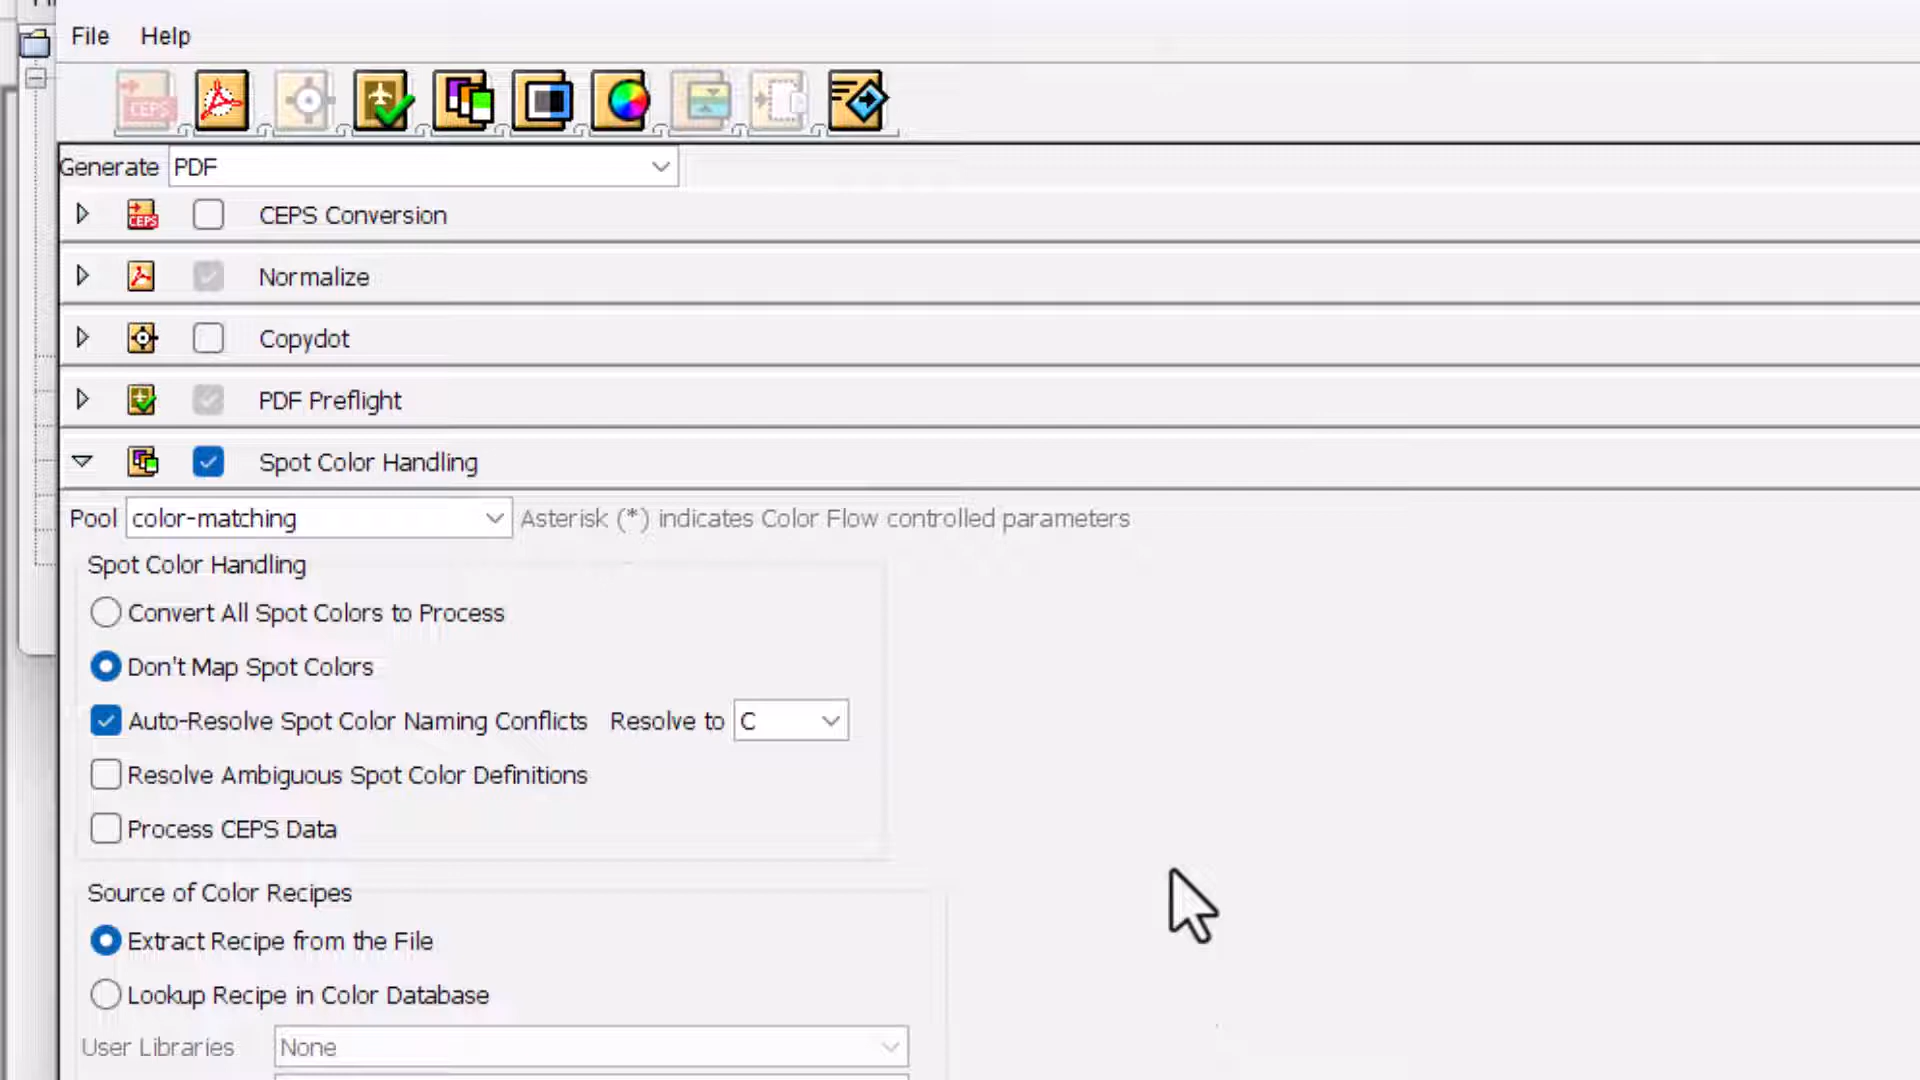 File Help
CEPS
Generate PDF
CEPS CEPS Conversion
Normalize
Copydot
PDF Preflight
Spot Color Handling
Pool color-matching Asterisk (*) indicates Color Flow controlled parameters
Spot Color Handling
Convert All Spot Colors to Process
Don't Map Spot Colors
Auto-Resolve Spot Color Naming Conflicts Resolve to C
Resolve Ambiguous Spot Color Definitions
Process CEPS Data
Source of Color Recipes
Extract Recipe from the File
Lookup Recipe in Color Database
User Libraries None